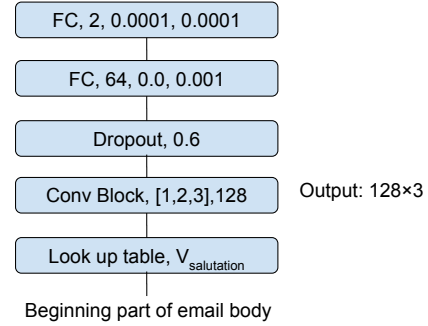 FC, 2, 0.0001, 0.0001
FC, 64, 0.0, 0.001
Dropout, 0.6
Conv Block, [1,2,3],128
Output: 128×3
Look up table, V_salutation
Beginning part of email body